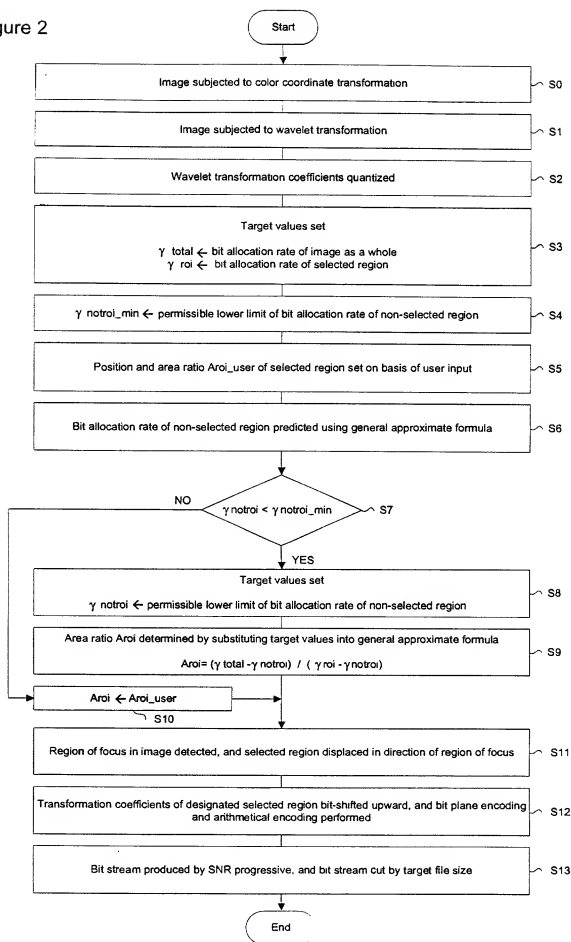 gure 2
Start
Image subjected to color coordinate transformation
S0
Image subjected to wavelet transformation
S1
Wavelet transformation coefficients quantized
S2
Target values set
γ total ← bit allocation rate of image as a whole
γ roi ← bit allocation rate of selected region
S3
γ notroi_min ← permissible lower limit of bit allocation rate of non-selected region
S4
Position and area ratio Aroi_user of selected region set on basis of user input
S5
Bit allocation rate of non-selected region predicted using general approximate formula
S6
NO
γ notroi < γ notroi_min
S7
YES
Target values set
γ notroi ← permissible lower limit of bit allocation rate of non-selected region
S8
Area ratio Aroi determined by substituting target values into general approximate formula
Aroi= (γ total -γ notroi) / ( γ roi - γ notroi)
S9
Aroi ← Aroi_user
S10
Region of focus in image detected, and selected region displaced in direction of region of focus
S11
Transformation coefficients of designated selected region bit-shifted upward, and bit plane encoding
and arithmetical encoding performed
S12
Bit stream produced by SNR progressive, and bit stream cut by target file size
S13
End